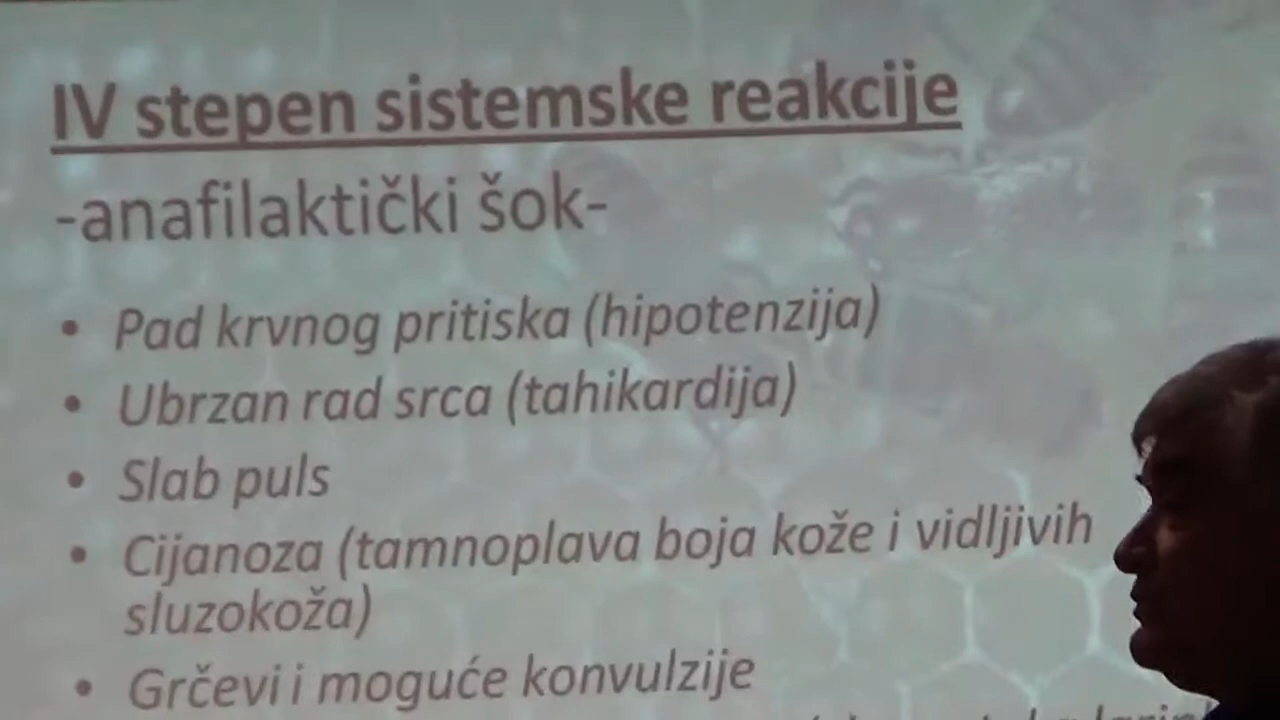 IV stepen sistemske reakcije
-anafilaktički šok-
• Pad krvnog pritiska (hipotenzija)
• Ubrzan rad srca (tahikardija)
• Slab puls
• Cijanoza (tamnoplava boja kože i vidljivih
sluzokoža)
• Grčevi i moguće konvulzije